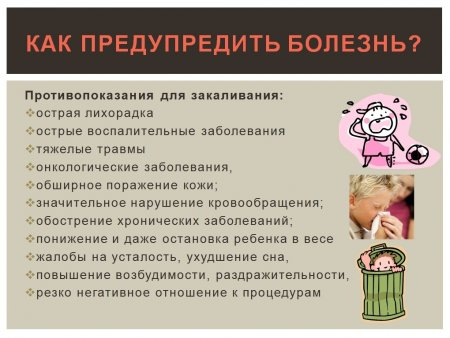 КАК ПРЕДУПРЕДИТЬ БОЛЕЗНЬ?
Противопоказания для закаливания:
острая лихорадка
острые воспалительные заболевания
тяжелые травмы
онкологические заболевания,
обширное поражение кожи;
значительное нарушение кровообращения;
обострение хронических заболеваний;
понижение и даже остановка ребенка в весе
жалобы на усталость, ухудшение сна,
повышение возбудимости, раздражительности,
резко негативное отношение к процедурам